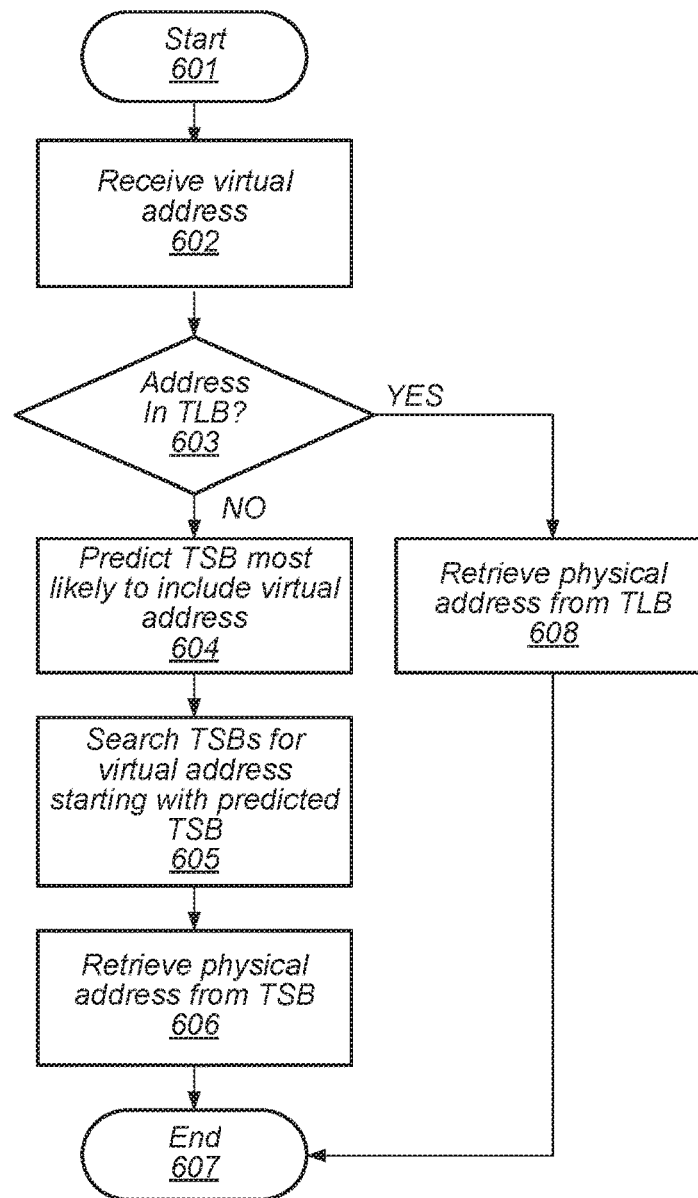 Start
601
Receive virtual
address
602
Address
In TLB?
603
YES
NO
Predict TSB most
likely to include virtual
address
604
Retrieve physical
address from TLB
608
Search TSBs for
virtual address
starting with predicted
TSB
605
Retrieve physical
address from TSB
606
End
607